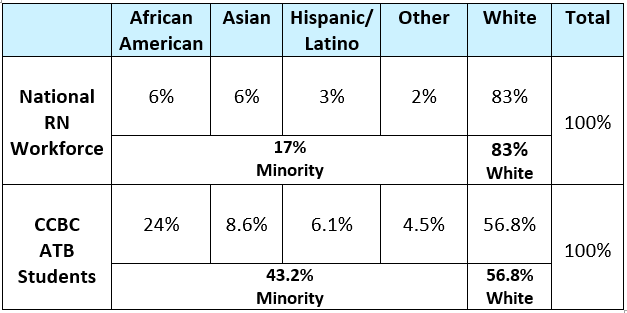 African American Asian Hispanic/ Latino Other White Total
National RN Workforce 6% 6% 3% 2% 83% 100%
17% Minority 83% White
CCBC ATB Students 24% 8.6% 6.1% 4.5% 56.8% 100%
43.2% Minority 56.8% White